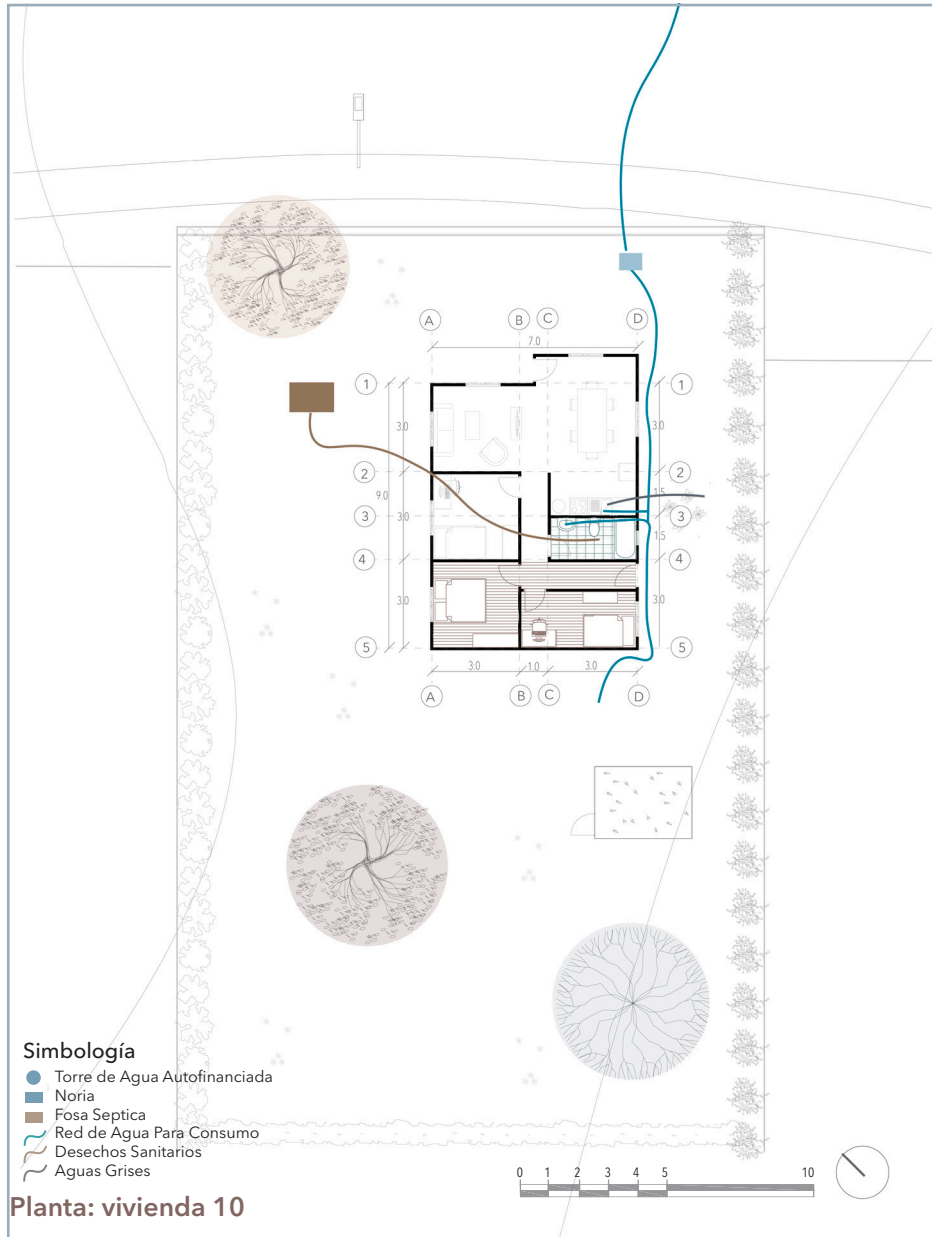 A B C D
7.0
1 1
3.0 3.0
2 2
9.0 1.5
3 3
3.0 1.5
4 4
3.0 3.0
5 5
3.0 1.0 3.0
A B C D
Simbología
Torre de Agua Autofinanciada
Noria
Fosa Septica
Red de Agua Para Consumo
Desechos Sanitarios
Aguas Grises
0 1 2 3 4 5 10
Planta: vivienda 10